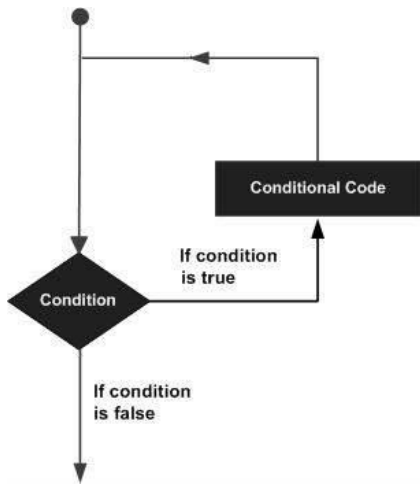 Conditional Code
If condition
is true
Condition
If condition
is false